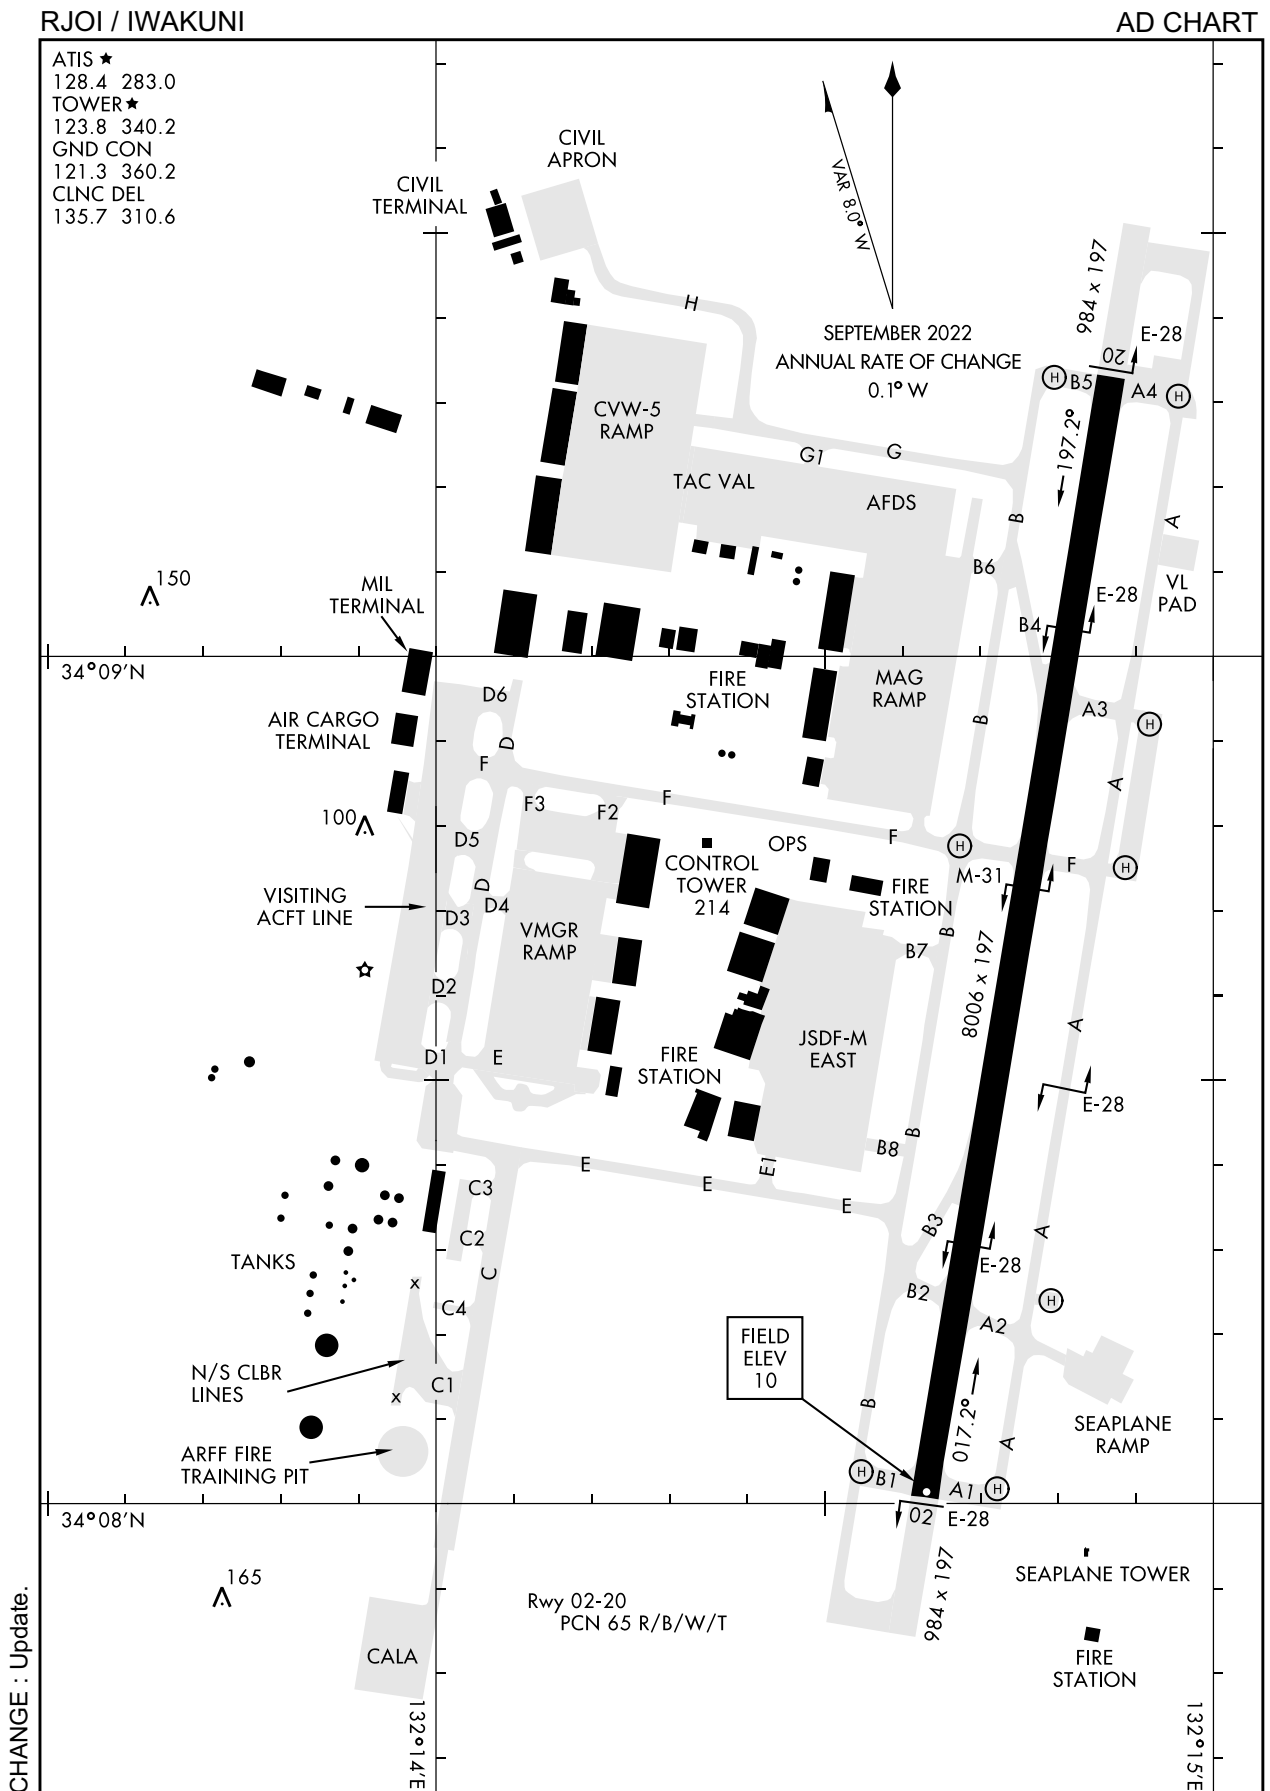 RJOI / IWAKUNI
AD CHART
ATIS ★
128.4 283.0
TOWER ★
123.8 340.2
GND CON
121.3 360.2
CLNC DEL
135.7 310.6
CIVIL
APRON
CIVIL
TERMINAL
VAR 8.0° W
SEPTEMBER 2022
ANNUAL RATE OF CHANGE
0.1° W
H
984 x 197
E-28
20
H
B5
A4
H
197.2°
CVW-5
RAMP
G1
G
TAC VAL
AFDS
B
A
B6
VL
PAD
150
MIL
TERMINAL
E-28
B4
34°09'N
D6
FIRE
STATION
MAG
RAMP
A3
H
B
AIR CARGO
TERMINAL
D
F
A
F3
F2
F
100
D5
OPS
F
H
F
H
CONTROL
TOWER
214
M-31
FIRE
STATION
VISITING
ACFT LINE
D
D4
D3
VMGR
RAMP
B
B7
8006 x 197
D2
A
JSDF-M
EAST
D1
E
FIRE
STATION
E-28
B
B8
E
E1
E
E
C3
C2
B3
A
TANKS
C
E-28
x
B2
C4
H
A2
FIELD
ELEV
10
N/S CLBR
LINES
C1
x
B
017.2°
SEAPLANE
RAMP
A
ARFF FIRE
TRAINING PIT
H
B1
A1
H
34°08'N
02
E-28
SEAPLANE TOWER
165
Rwy 02-20
PCN 65 R/B/W/T
984 x 197
FIRE
STATION
CALA
132°14'E
132°15'E
CHANGE : Update.